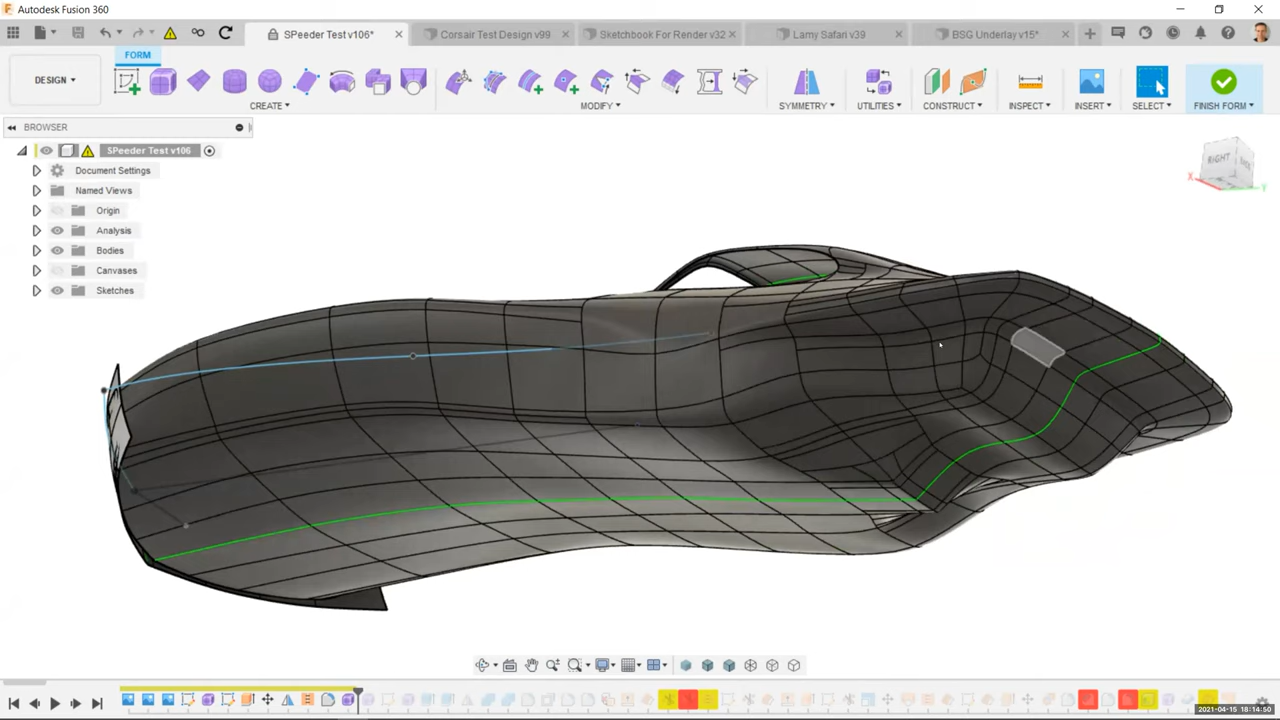 Autodesk Fusion 360
SPeeder Test v106*
Corsair Test Design v99
Sketchbook For Render v32
Lamy Safari v39
BSG Underlay v15*
FORM
DESIGN
CREATE
MODIFY
SYMMETRY
UTILITIES
CONSTRUCT
INSPECT
INSERT
SELECT
FINISH FORM
BROWSER
SPeeder Test v106
Document Settings
Named Views
Origin
Analysis
Bodies
Canvases
Sketches
RIGHT
X
Y
2021-04-15 18:14:50